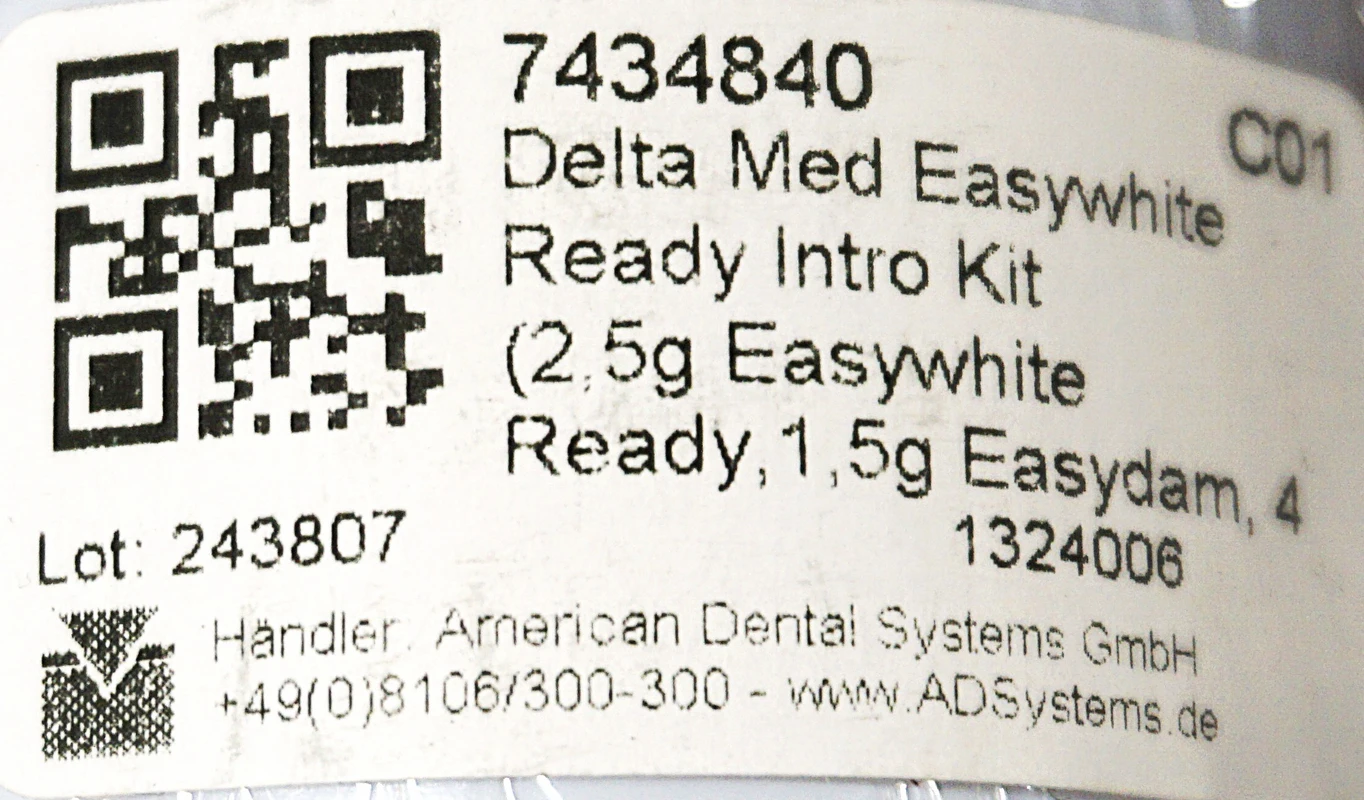 7434840
C01
Delta Med Easywhite
Ready Intro Kit
(2,5g Easywhite
Ready,1,5g Easydam, 4
1324006
Lot: 243807
Händler: American Dental Systems GmbH
+49(0)8106/300-300 - www.ADSystems.de